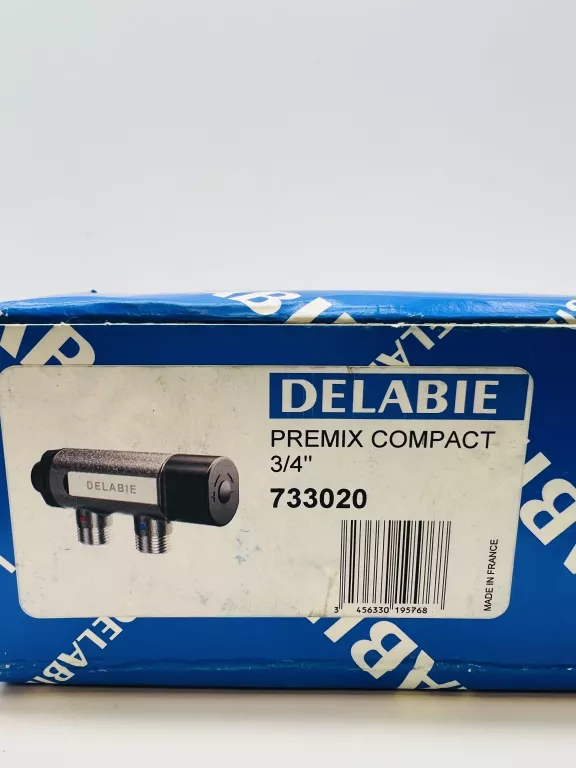 DELABIE
PREMIX COMPACT
3/4"
733020
DELABIE
3 456330 195768
MADE IN FRANCE